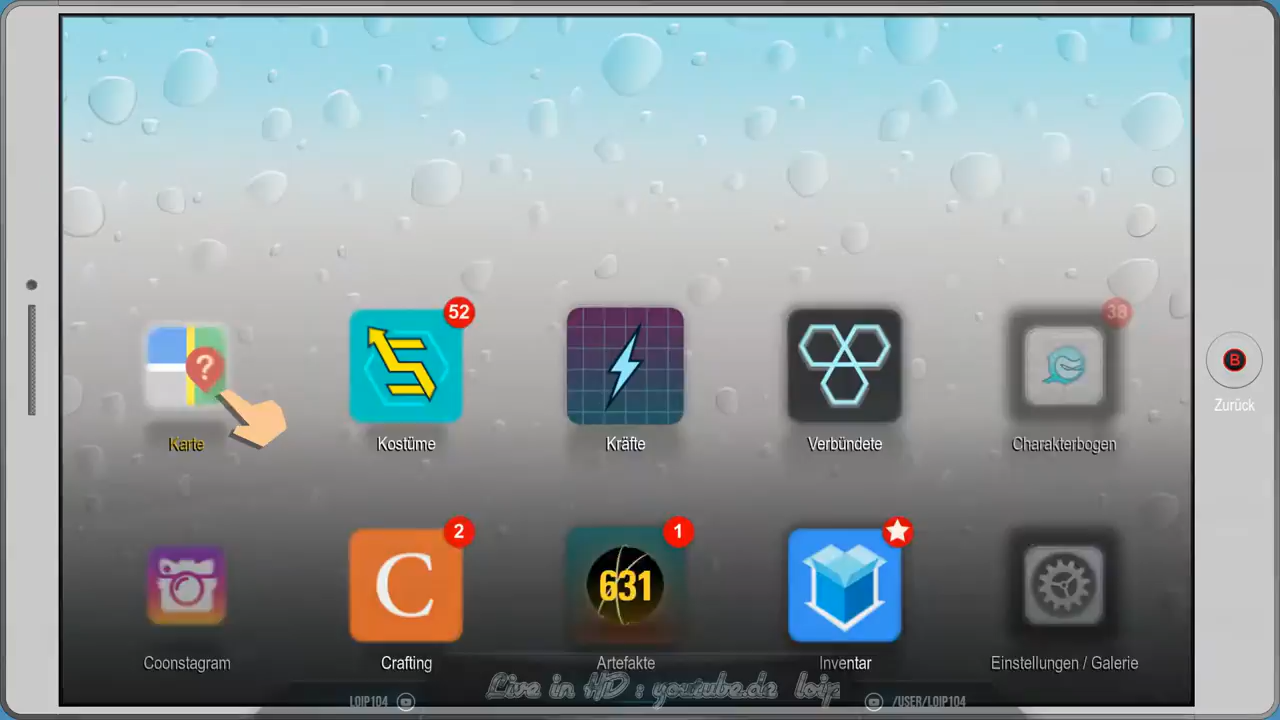 52
38
?
B
Zurück
Karte
Kostüme
Kräfte
Verbündete
Charakterbogen
2
1
C
631
Coonstagram
Crafting
Artefakte
Inventar
Einstellungen / Galerie
Live in HD : youtube.de loip
LOIP104
/USER/LOIP104